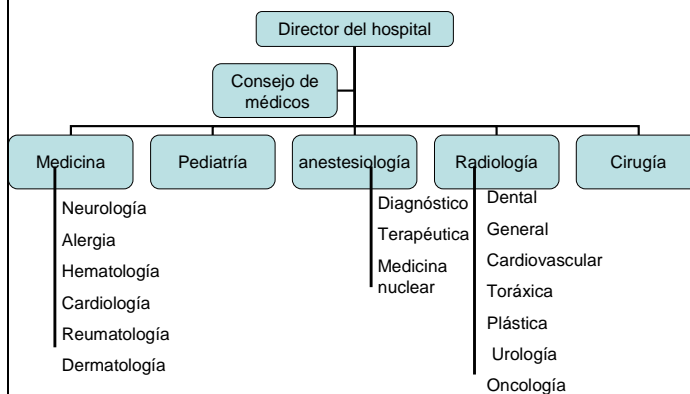 Director del hospital
Consejo de
médicos
Medicina
Pediatría
anestesiología
Radiología
Cirugía
Neurología
Alergia
Hematología
Cardiología
Reumatología
Dermatología
Diagnóstico
Terapéutica
Medicina
nuclear
Dental
General
Cardiovascular
Toráxica
Plástica
Urología
Oncología